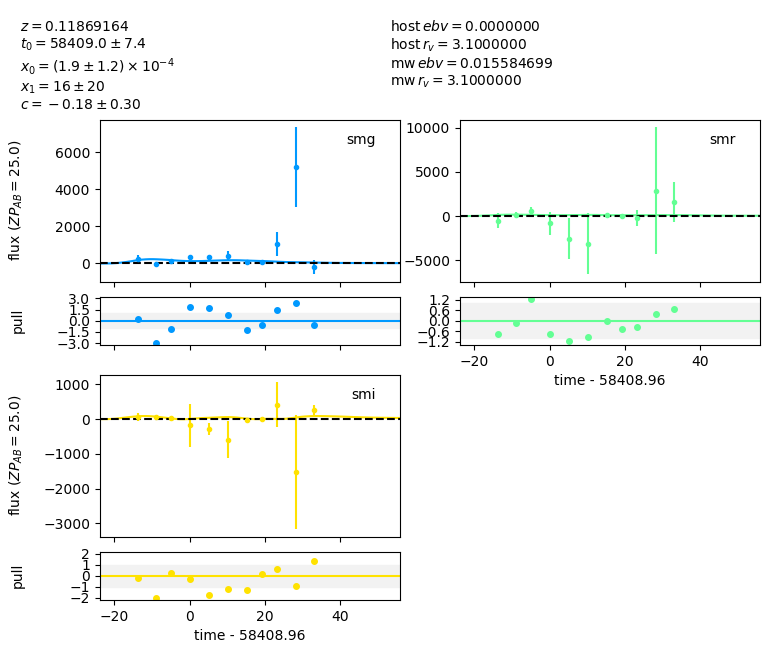 z = 0.11869164
t₀ = 58409.0 ± 7.4
x₀ = (1.9 ± 1.2) × 10⁻⁴
x₁ = 16 ± 20
c = −0.18 ± 0.30
host ebv = 0.0000000
host r_v = 3.1000000
mw ebv = 0.015584699
mw r_v = 3.1000000
smg
flux (ZP_AB = 25.0)
6000
4000
2000
0
pull
3.0
1.5
0.0
−1.5
−3.0
smr
10000
5000
0
−5000
1.2
0.6
0.0
−0.6
−1.2
−20
0
20
40
time - 58408.96
smi
flux (ZP_AB = 25.0)
1000
0
−1000
−2000
−3000
pull
2
1
0
−1
−2
−20
0
20
40
time - 58408.96